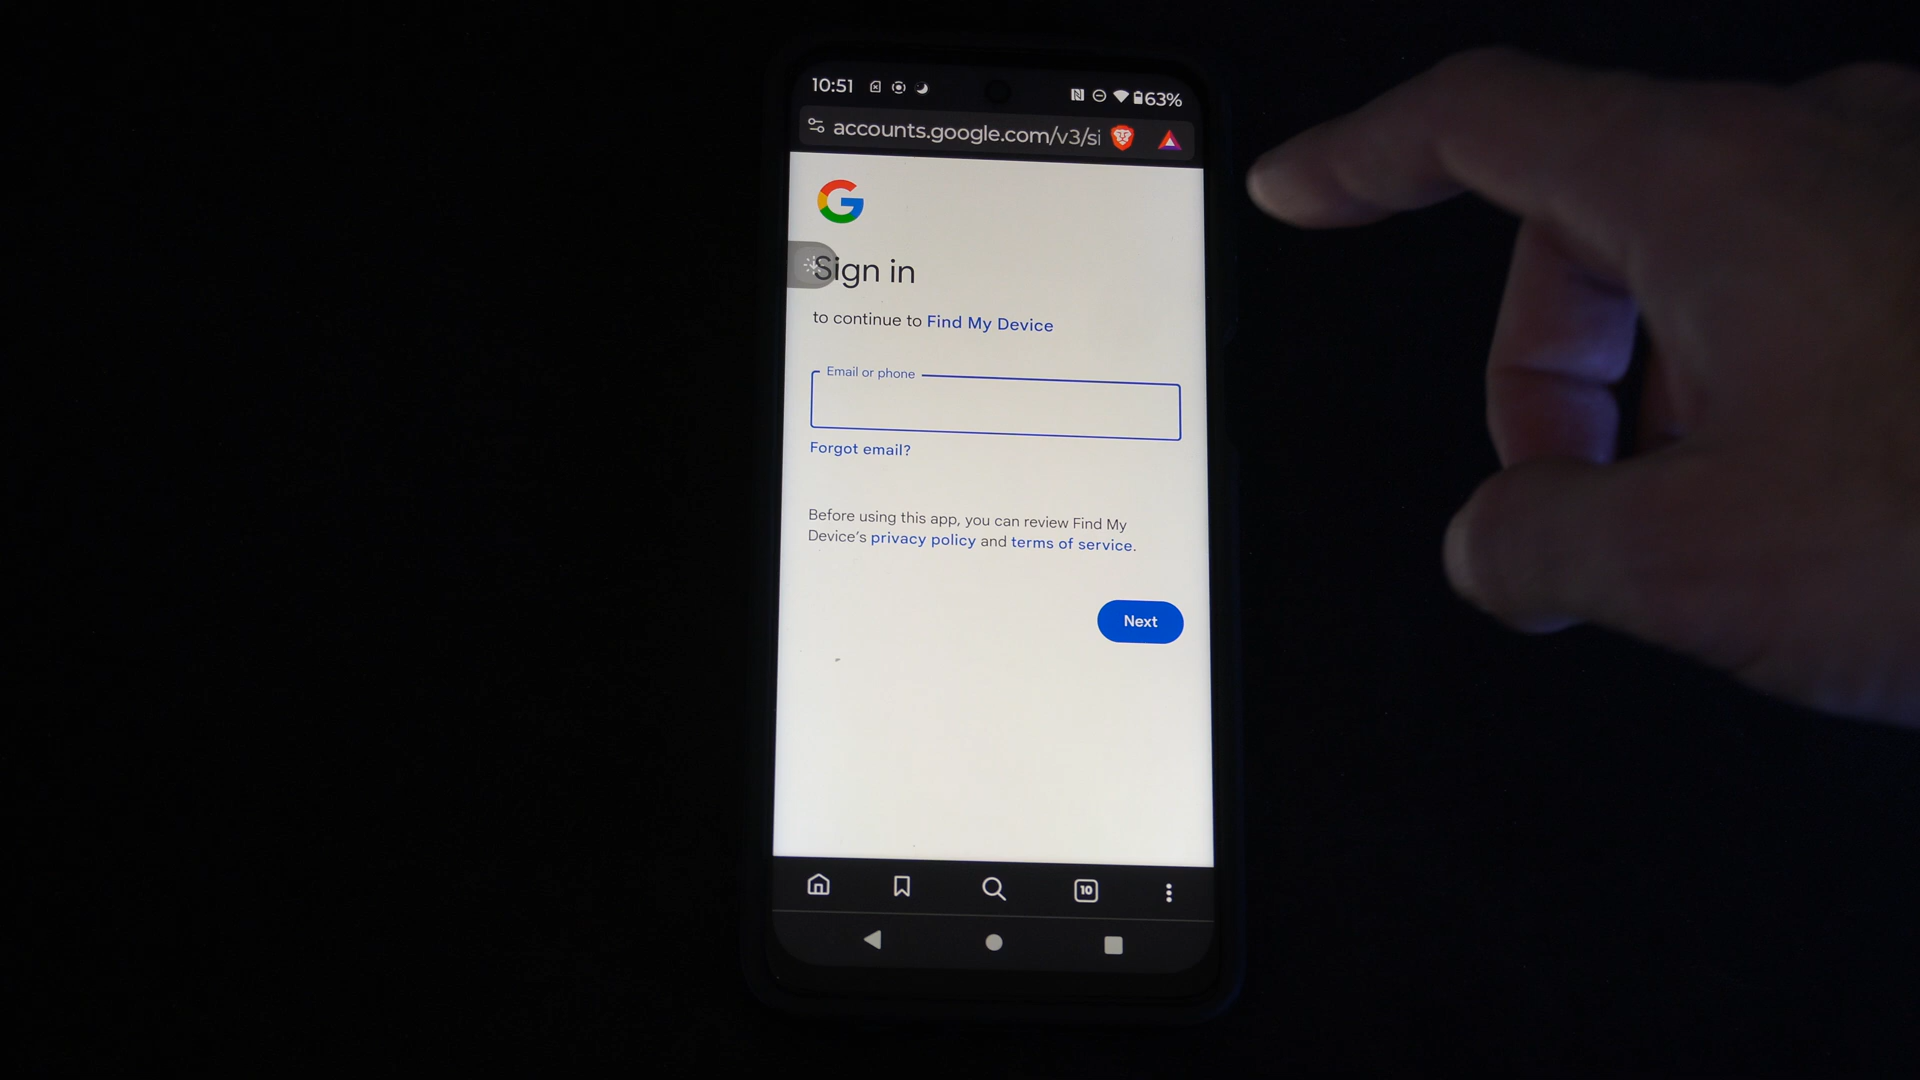 10:51 63%
accounts.google.com/v3/si
Sign in
to continue to Find My Device
Email or phone
Forgot email?
Before using this app, you can review Find My
Device's privacy policy and terms of service.
Next
10